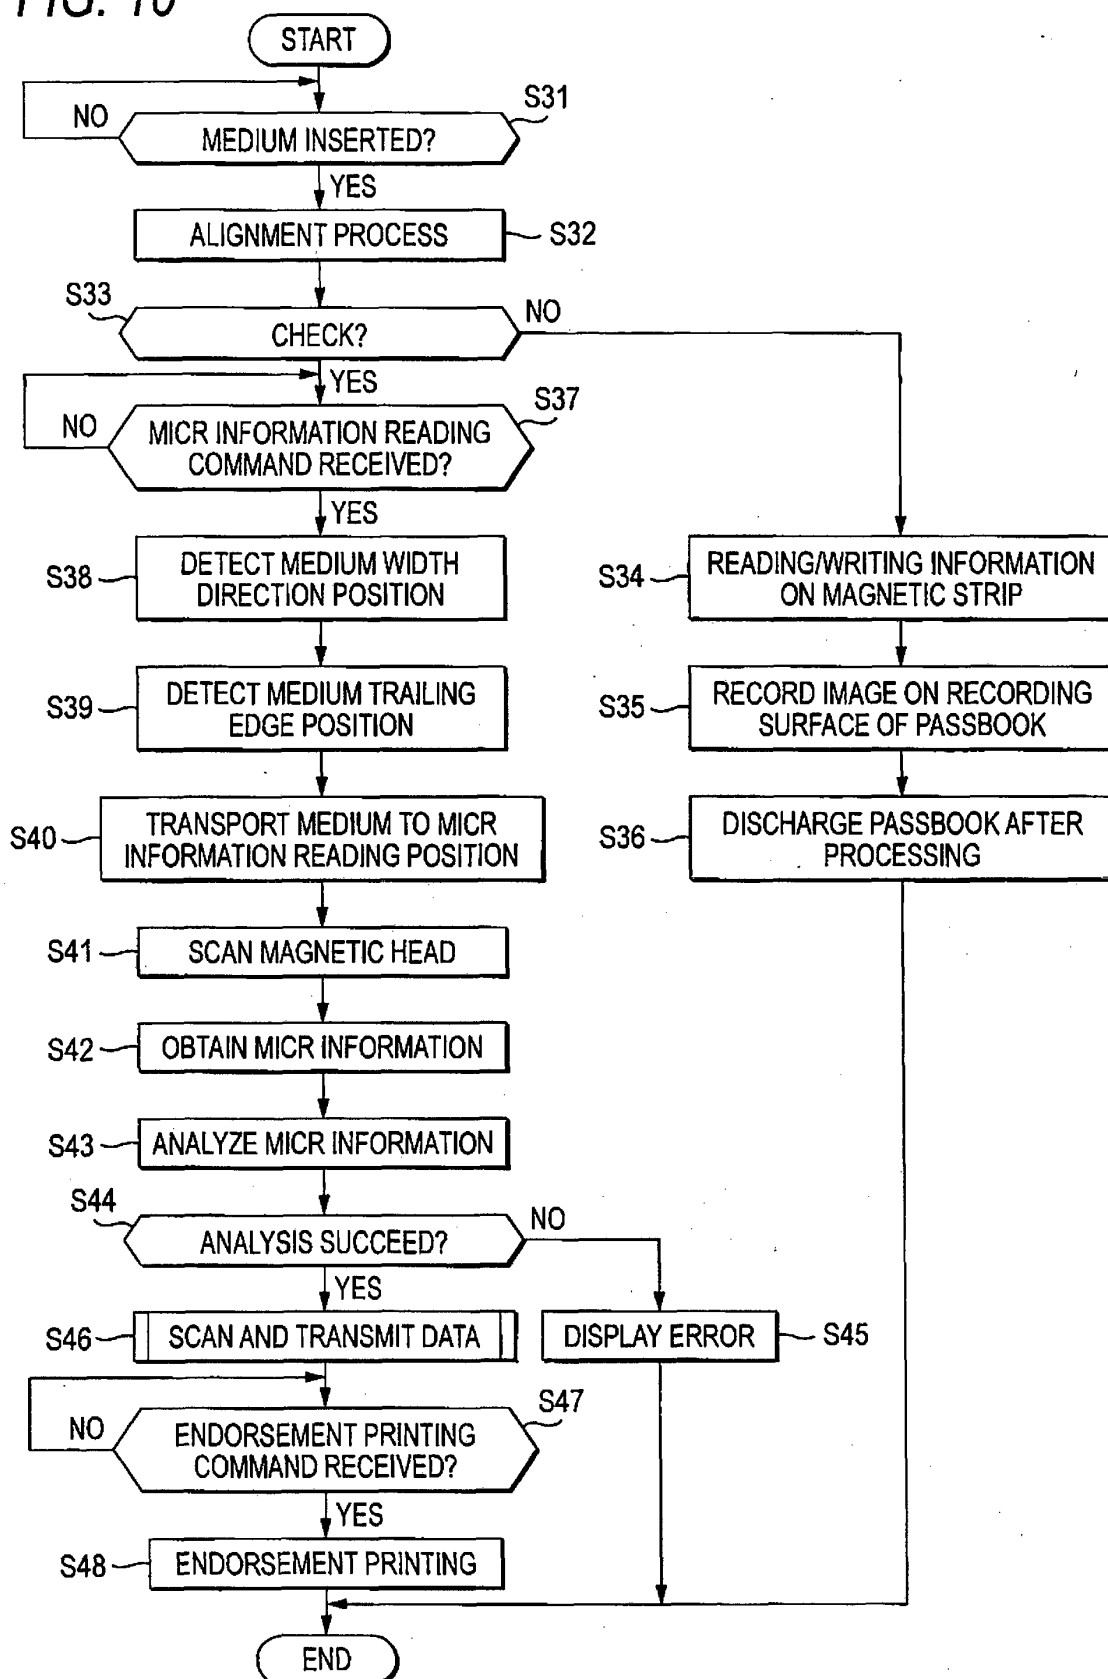 FIG. 10
START
NO
S31
MEDIUM INSERTED?
YES
ALIGNMENT PROCESS
S32
S33
CHECK?
NO
YES
NO
S37
MICR INFORMATION READING
COMMAND RECEIVED?
YES
S38
DETECT MEDIUM WIDTH
DIRECTION POSITION
S34
READING/WRITING INFORMATION
ON MAGNETIC STRIP
S39
DETECT MEDIUM TRAILING
EDGE POSITION
S35
RECORD IMAGE ON RECORDING
SURFACE OF PASSBOOK
S40
TRANSPORT MEDIUM TO MICR
INFORMATION READING POSITION
S36
DISCHARGE PASSBOOK AFTER
PROCESSING
S41
SCAN MAGNETIC HEAD
S42
OBTAIN MICR INFORMATION
S43
ANALYZE MICR INFORMATION
S44
ANALYSIS SUCCEED?
NO
YES
S46
SCAN AND TRANSMIT DATA
DISPLAY ERROR
S45
NO
S47
ENDORSEMENT PRINTING
COMMAND RECEIVED?
YES
S48
ENDORSEMENT PRINTING
END